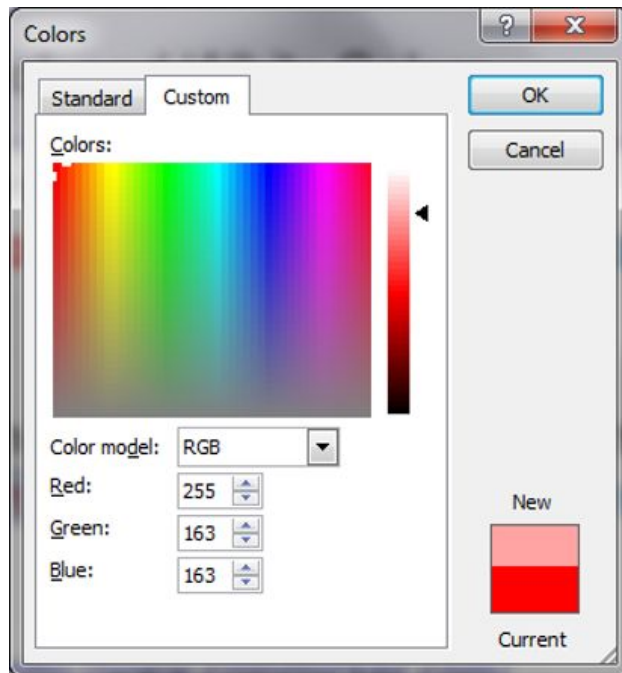 Colors
Standard Custom
OK
Cancel
Colors:
Color model: RGB
Red: 255
Green: 163
Blue: 163
New
Current